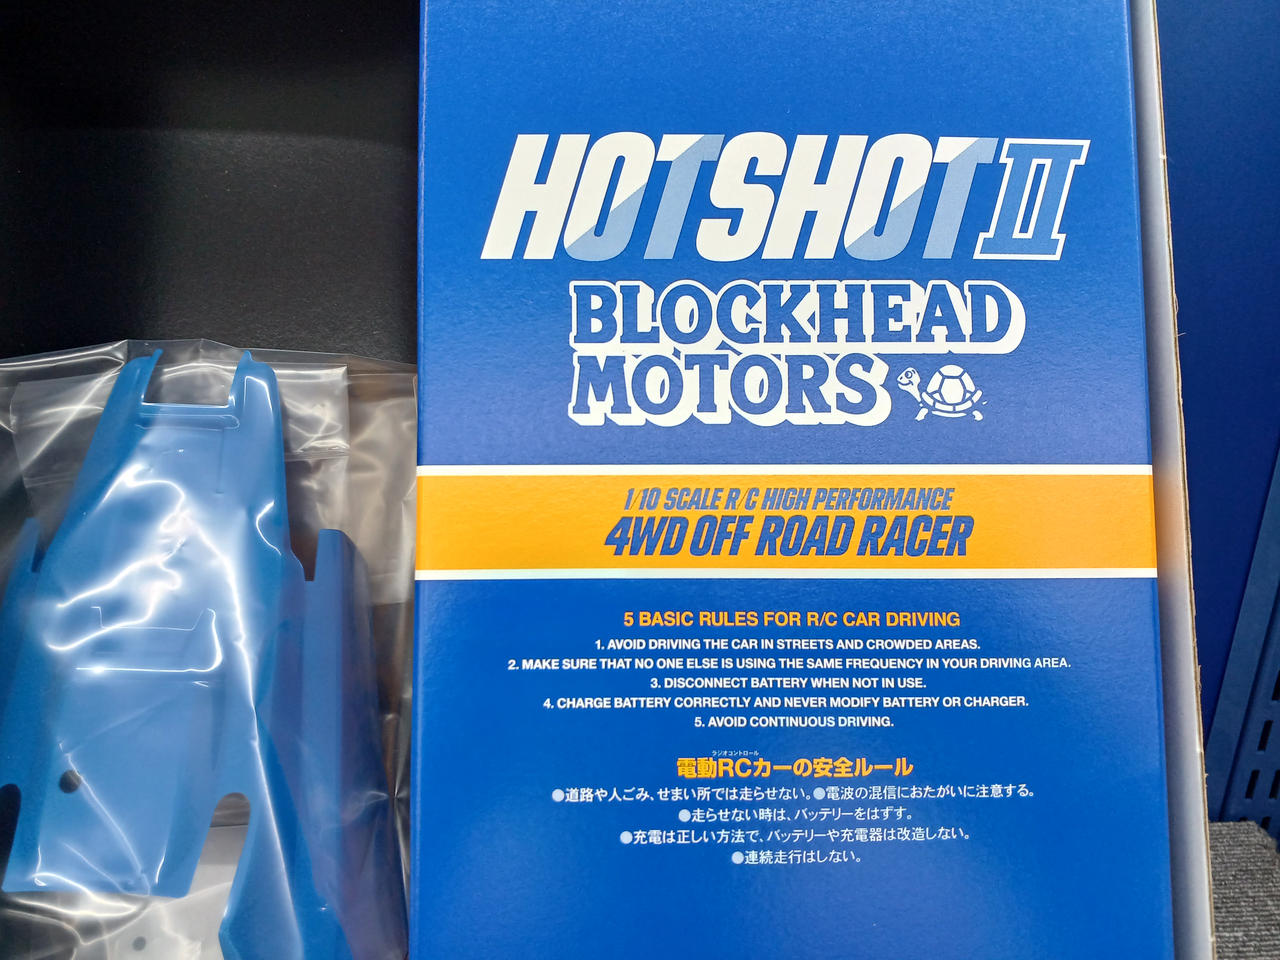 HOTSHOT II
BLOCKHEAD
MOTORS
1/10 SCALE R/C HIGH PERFORMANCE
4WD OFF ROAD RACER
5 BASIC RULES FOR R/C CAR DRIVING
1. AVOID DRIVING THE CAR IN STREETS AND CROWDED AREAS.
2. MAKE SURE THAT NO ONE ELSE IS USING THE SAME FREQUENCY IN YOUR DRIVING AREA.
3. DISCONNECT BATTERY WHEN NOT IN USE.
4. CHARGE BATTERY CORRECTLY AND NEVER MODIFY BATTERY OR CHARGER.
5. AVOID CONTINUOUS DRIVING.
ラジオコントロール
電動RCカーの安全ルール
●道路や人ごみ、せまい所では走らせない。●電波の混信におたがいに注意する。
●走らせない時は、バッテリーをはずす。
●充電は正しい方法で、バッテリーや充電器は改造しない。
●連続走行はしない。